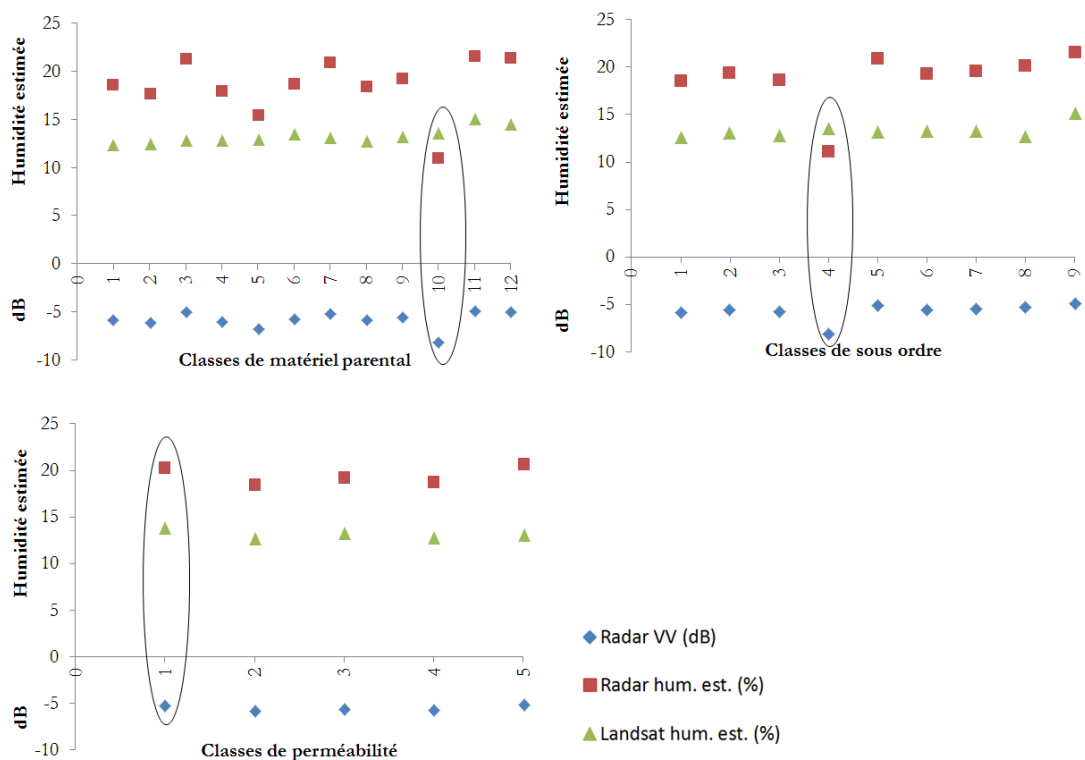 Humidité estimée
25
20
15
10
5
0
-5
-10
dB
0 1 2 3 4 5 6 7 8 9 10 11 12
Classes de matériel parental
Humidité estimée
25
20
15
10
5
0
-5
-10
dB
0 1 2 3 4 5 6 7 8 9
Classes de sous ordre
Humidité estimée
25
20
15
10
5
0
-5
-10
dB
0 1 2 3 4 5
Classes de perméabilité
Radar VV (dB)
Radar hum. est. (%)
Landsat hum. est. (%)